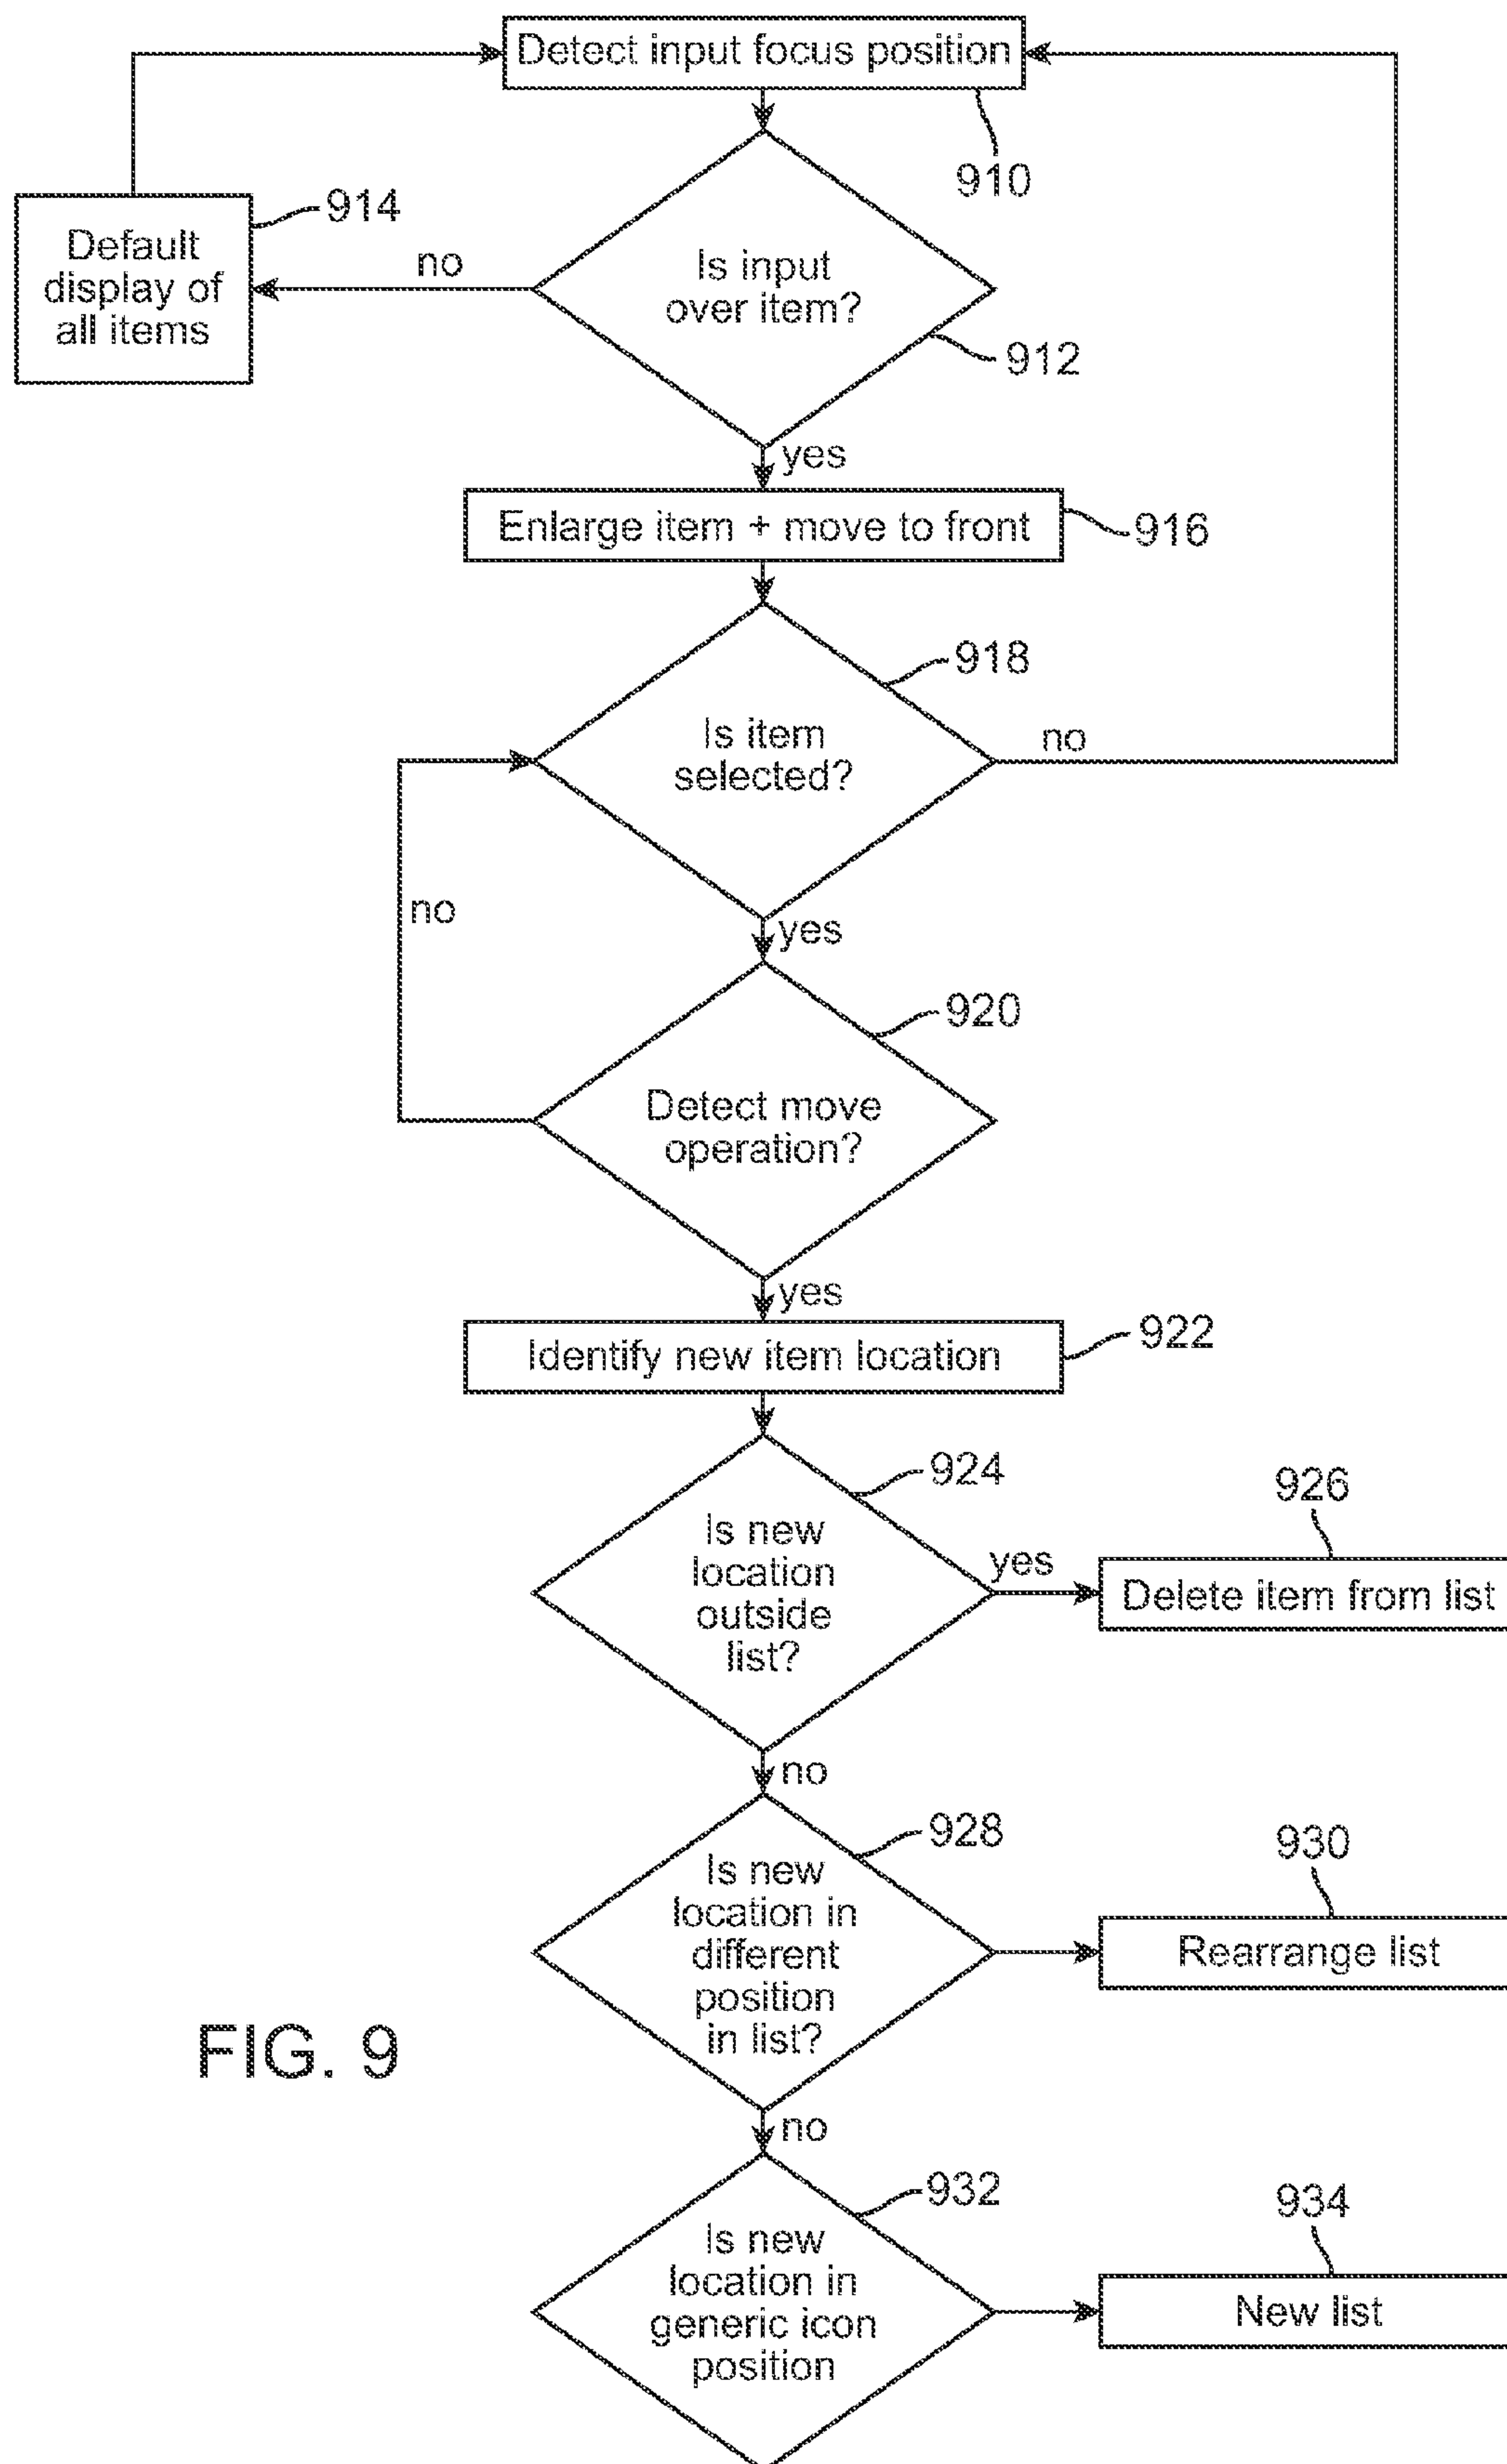 Detect input focus position
910
914
Default
display of
all items
no
Is input
over item?
912
yes
Enlarge item + move to front
916
918
Is item
selected?
no
no
yes
920
Detect move
operation?
yes
Identify new item location
922
924
Is new
location
outside
list?
yes
926
Delete item from list
no
928
Is new
location in
different
position
in list?
930
Rearrange list
FIG. 9
no
932
Is new
location in
generic icon
position
934
New list